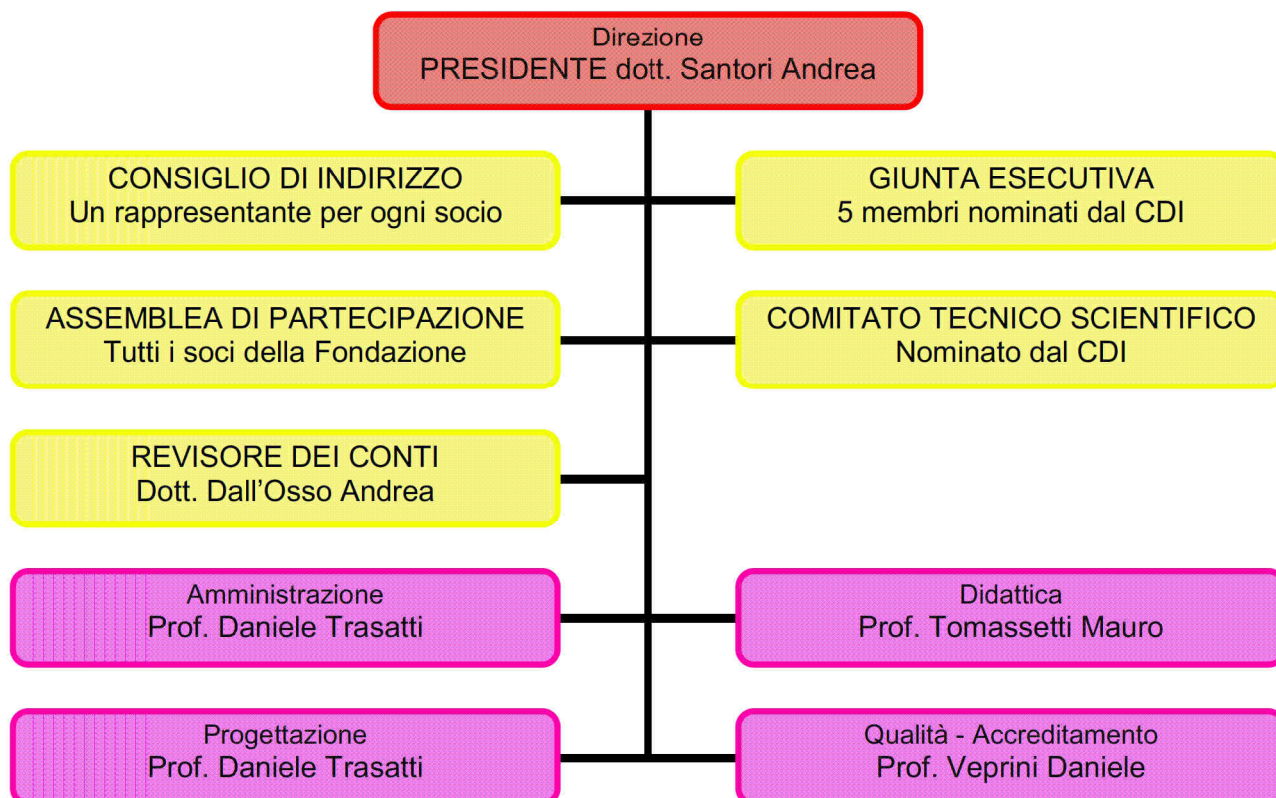 Direzione
PRESIDENTE dott. Santori Andrea
CONSIGLIO DI INDIRIZZO
Un rappresentante per ogni socio
GIUNTA ESECUTIVA
5 membri nominati dal CDI
ASSEMBLEA DI PARTECIPAZIONE
Tutti i soci della Fondazione
COMITATO TECNICO SCIENTIFICO
Nominato dal CDI
REVISORE DEI CONTI
Dott. Dall'Osso Andrea
Amministrazione
Prof. Daniele Trasatti
Didattica
Prof. Tomassetti Mauro
Progettazione
Prof. Daniele Trasatti
Qualità - Accreditamento
Prof. Veprini Daniele